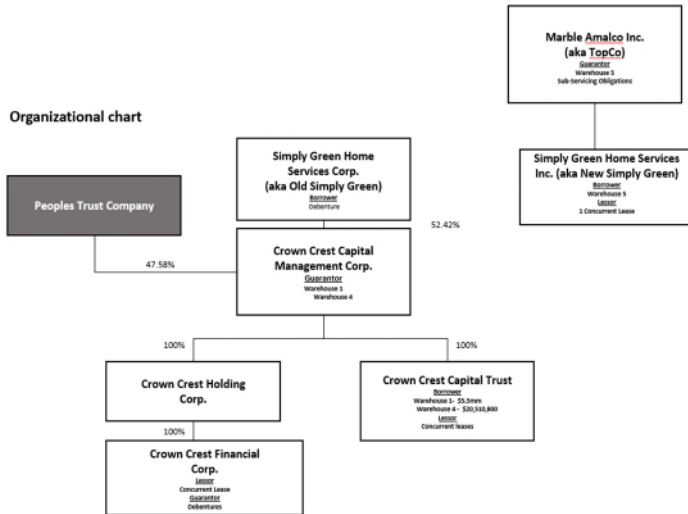 Marble Amalco Inc.
(aka TopCo)
Guarantor
Warehouse 5
Sub-Servicing Obligations
Organizational chart
Simply Green Home
Services Corp.
(aka Old Simply Green)
Borrower
Debenture
Simply Green Home Services
Inc. (aka New Simply Green)
Borrower
Warehouse 5
Lessor
1 Concurrent Lease
Peoples Trust Company
52.42%
47.58%
Crown Crest Capital
Management Corp.
Guarantor
Warehouse 1
Warehouse 4
100%
100%
Crown Crest Holding
Corp.
Crown Crest Capital Trust
Borrower
Warehouse 1- $5.5mm
Warehouse 4 - $20,510,800
Lessor
Concurrent leases
100%
Crown Crest Financial
Corp.
Lessor
Concurrent Lease
Guarantor
Debentures